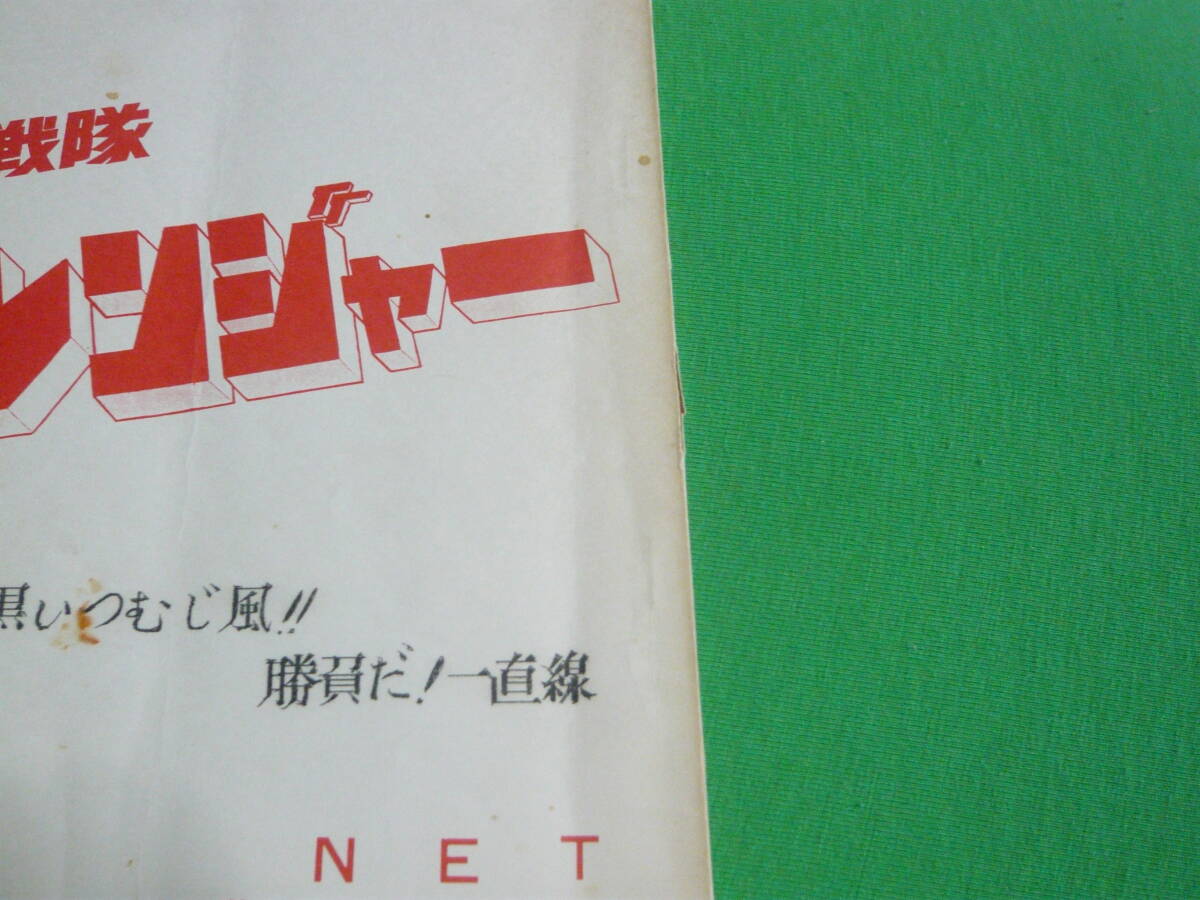 戦隊
レンジャー
黒いつむじ風!!
勝負だ!一直線
NET